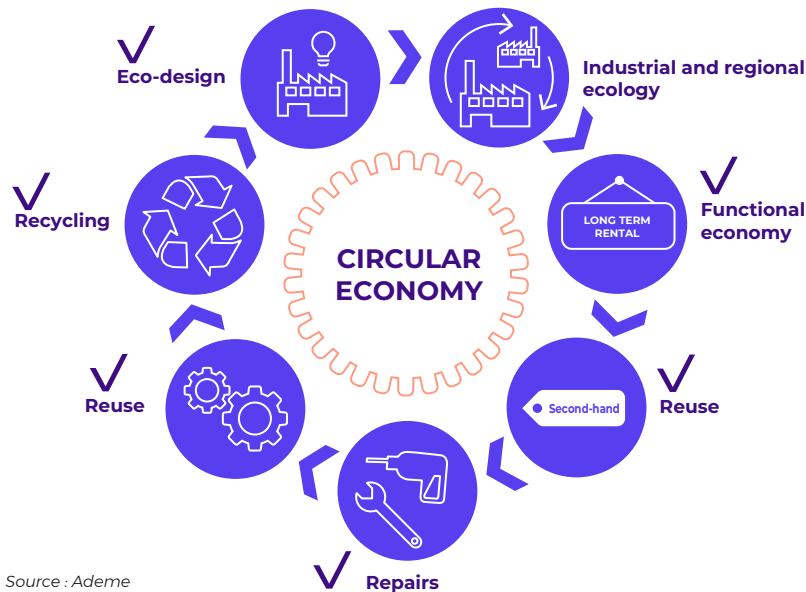 Eco-design
Industrial and regional
ecology
Recycling
CIRCULAR
ECONOMY
LONG TERM
RENTAL
Functional
economy
Reuse
Second-hand
Reuse
Repairs
Source : Ademe